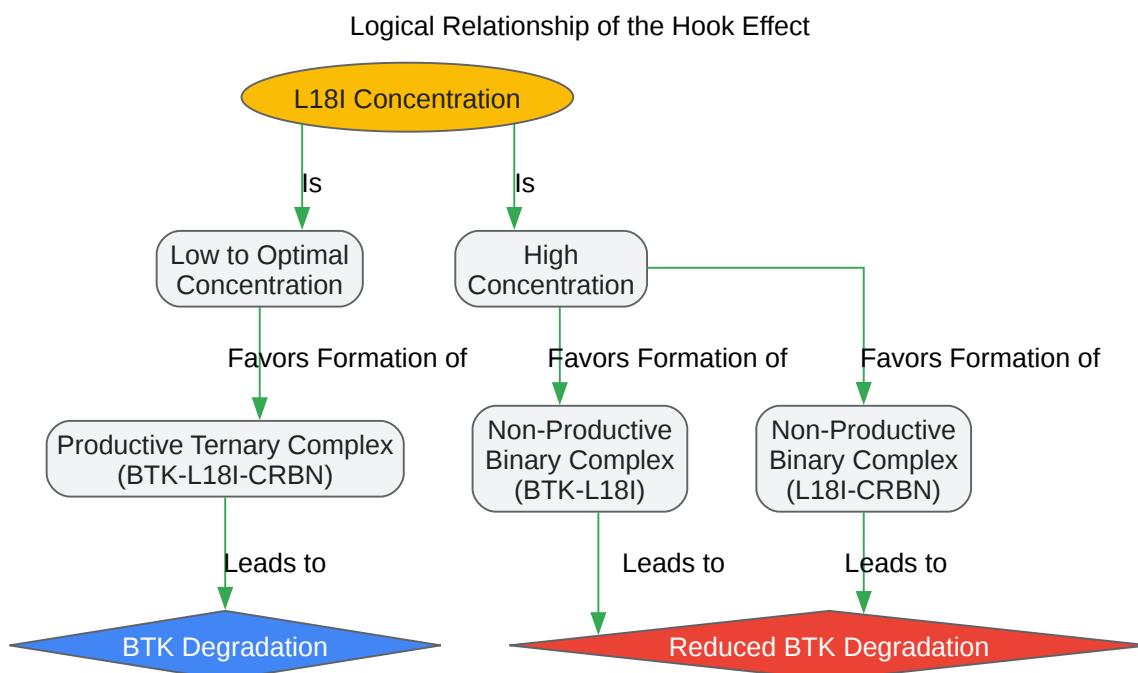 Logical Relationship of the Hook Effect
L18I Concentration
Is
Is
Low to Optimal
Concentration
High
Concentration
Favors Formation of
Favors Formation of
Favors Formation of
Productive Ternary Complex
(BTK-L18I-CRBN)
Non-Productive
Binary Complex
(BTK-L18I)
Non-Productive
Binary Complex
(L18I-CRBN)
Leads to
Leads to
Leads to
BTK Degradation
Reduced BTK Degradation